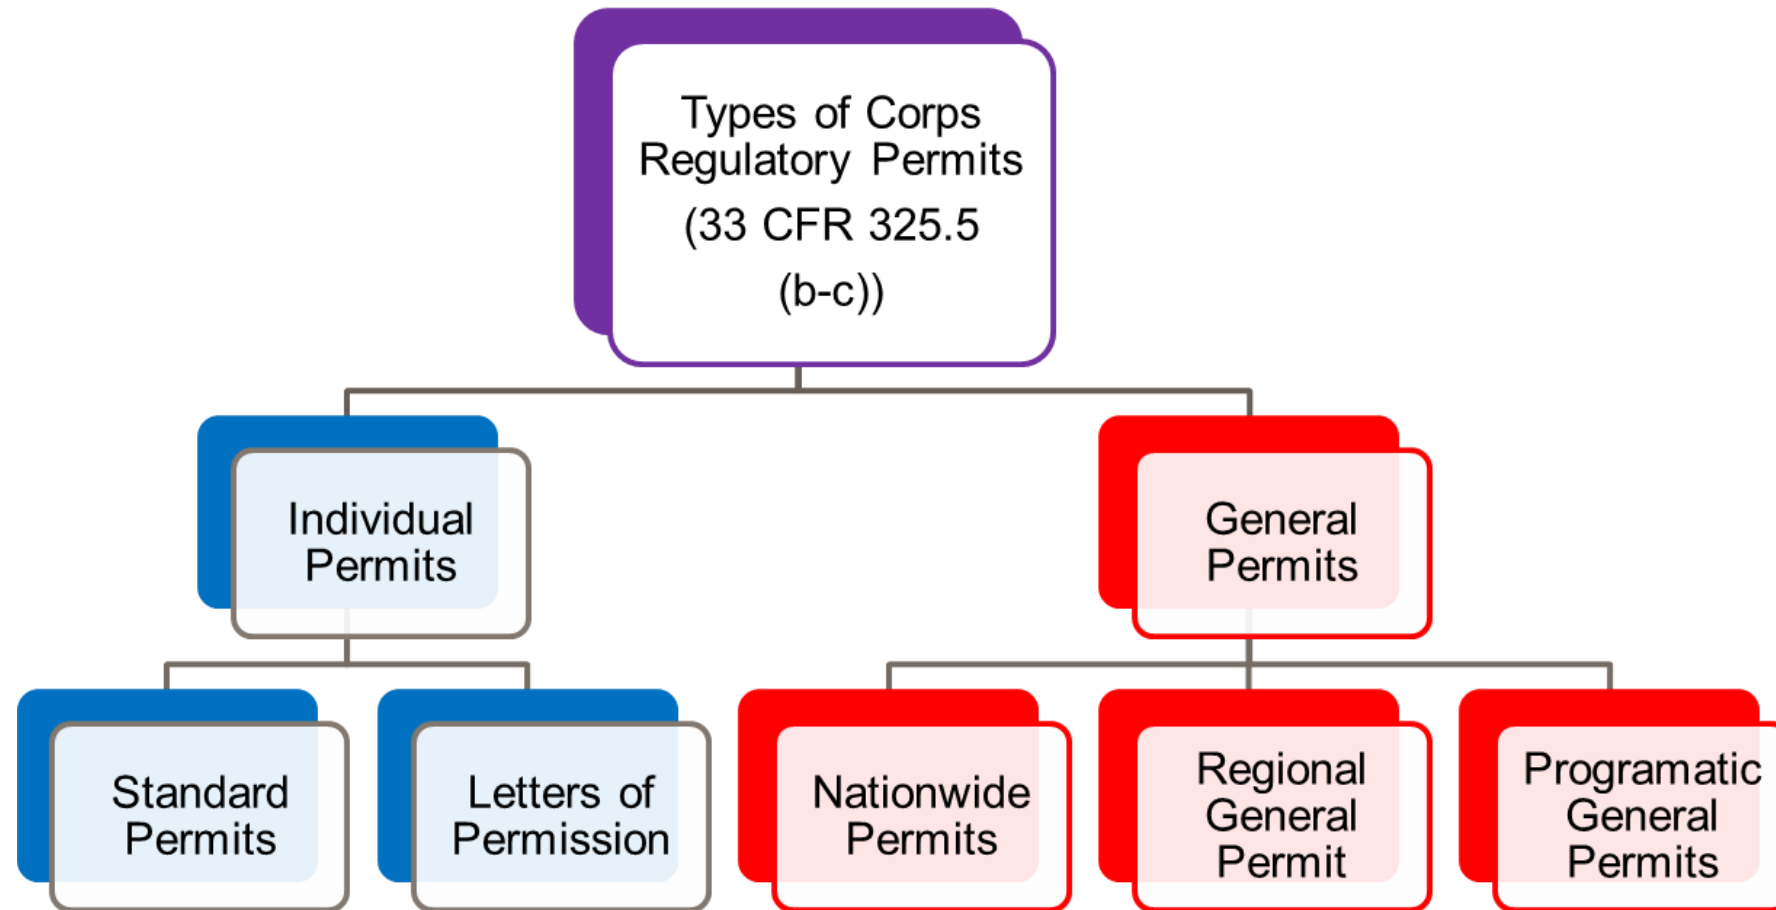 Types of Corps
Regulatory Permits
(33 CFR 325.5
(b-c))
Individual
Permits
General
Permits
Standard
Permits
Letters of
Permission
Nationwide
Permits
Regional
General
Permit
Programatic
General
Permits